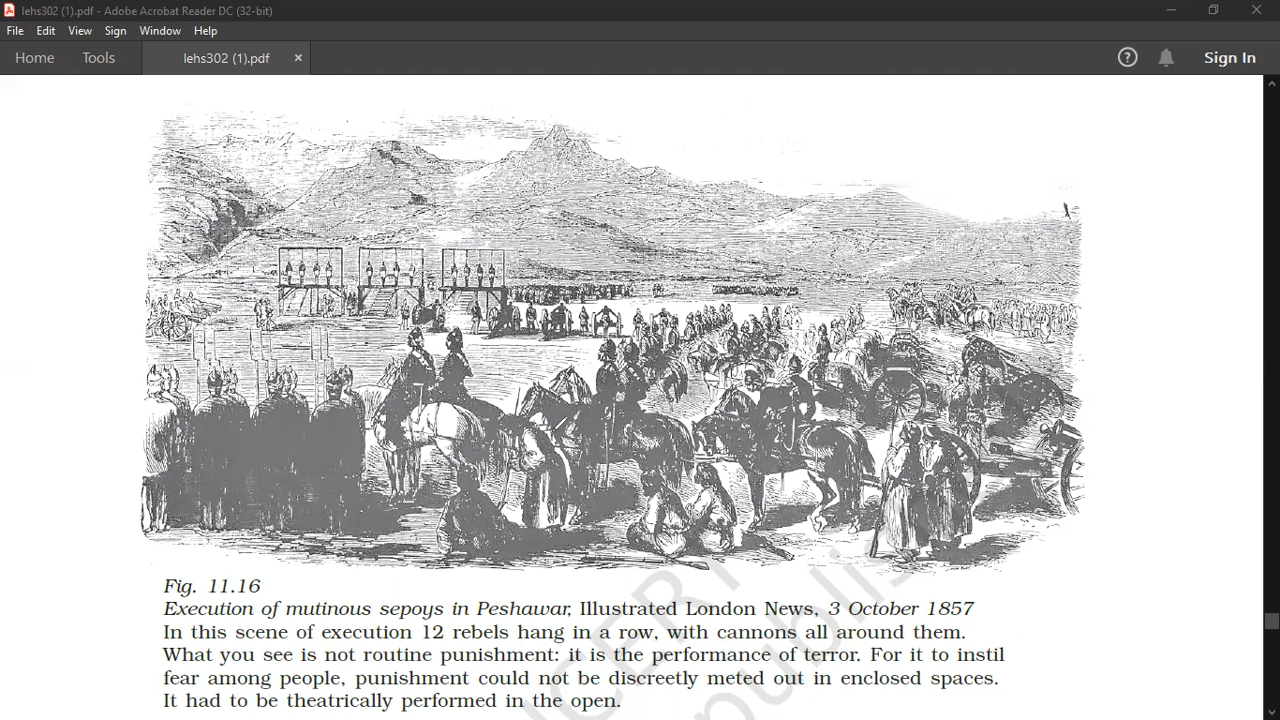 lehs302 (1).pdf - Adobe Acrobat Reader DC (32-bit)
File Edit View Sign Window Help
Home Tools lehs302 (1).pdf × ? Sign In
Fig. 11.16
Execution of mutinous sepoys in Peshawar, Illustrated London News, 3 October 1857
In this scene of execution 12 rebels hang in a row, with cannons all around them.
What you see is not routine punishment: it is the performance of terror. For it to instil
fear among people, punishment could not be discreetly meted out in enclosed spaces.
It had to be theatrically performed in the open.